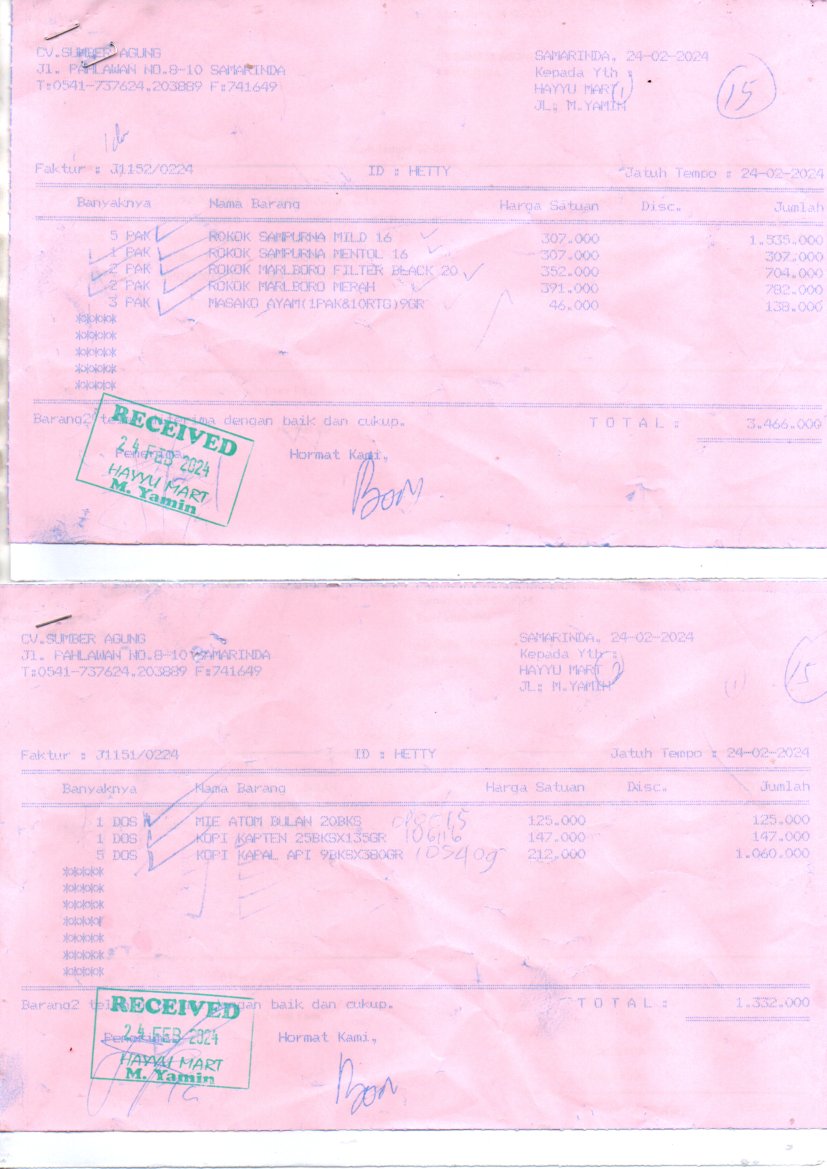 CV.SUMBER AGUNG
Jl. PAHLAWAN NO.8-10 SAMARINDA
T:0541-737624,203889 F:741649
SAMARINDA, 24-02-2024
Kepada Yth :
HAYYU MART(1)
JL; M.YAMIN
15
Faktur : J1152/0224 ID : HETTY Jatuh Tempo : 24-02-2024
Banyaknya Nama Barang Harga Satuan Disc. Jumlah
5 PAK ROKOK SAMPURNA MILD 16 307.000 1.535.000
1 PAK ROKOK SAMPURNA MENTOL 16 307.000 307.000
2 PAK ROKOK MARLBORO FILTER BLACK 20 352.000 704.000
2 PAK ROKOK MARLBORO MERAH 391.000 782.000
3 PAK MASAKO AYAM(1PAK&10RTG)9GR 46.000 138.000
*****
*****
*****
*****
*****
Barang2 terima dengan baik dan cukup. T O T A L : 3.466.000
Penerima Hormat Kami,
RECEIVED
24 FEB 2024
HAYYU MART
M. Yamin
CV.SUMBER AGUNG
Jl. PAHLAWAN NO.8-10 SAMARINDA
T:0541-737624,203889 F:741649
SAMARINDA, 24-02-2024
Kepada Yth :
HAYYU MART 2
JL; M.YAMIN
(1)
15
Faktur : J1151/0224 ID : HETTY Jatuh Tempo : 24-02-2024
Banyaknya Nama Barang Harga Satuan Disc. Jumlah
1 DOS MIE ATOM BULAN 20BKS 125.000 125.000
1 DOS KOPI KAPTEN 25BKSX135GR 147.000 147.000
5 DOS KOPI KAPAL API 9BKSX380GR 212.000 1.060.000
*****
*****
*****
*****
*****
*****
*****
Barang2 dengan baik dan cukup. T O T A L : 1.332.000
Penerima Hormat Kami,
RECEIVED
24 FEB 2024
HAYYU MART
M. Yamin